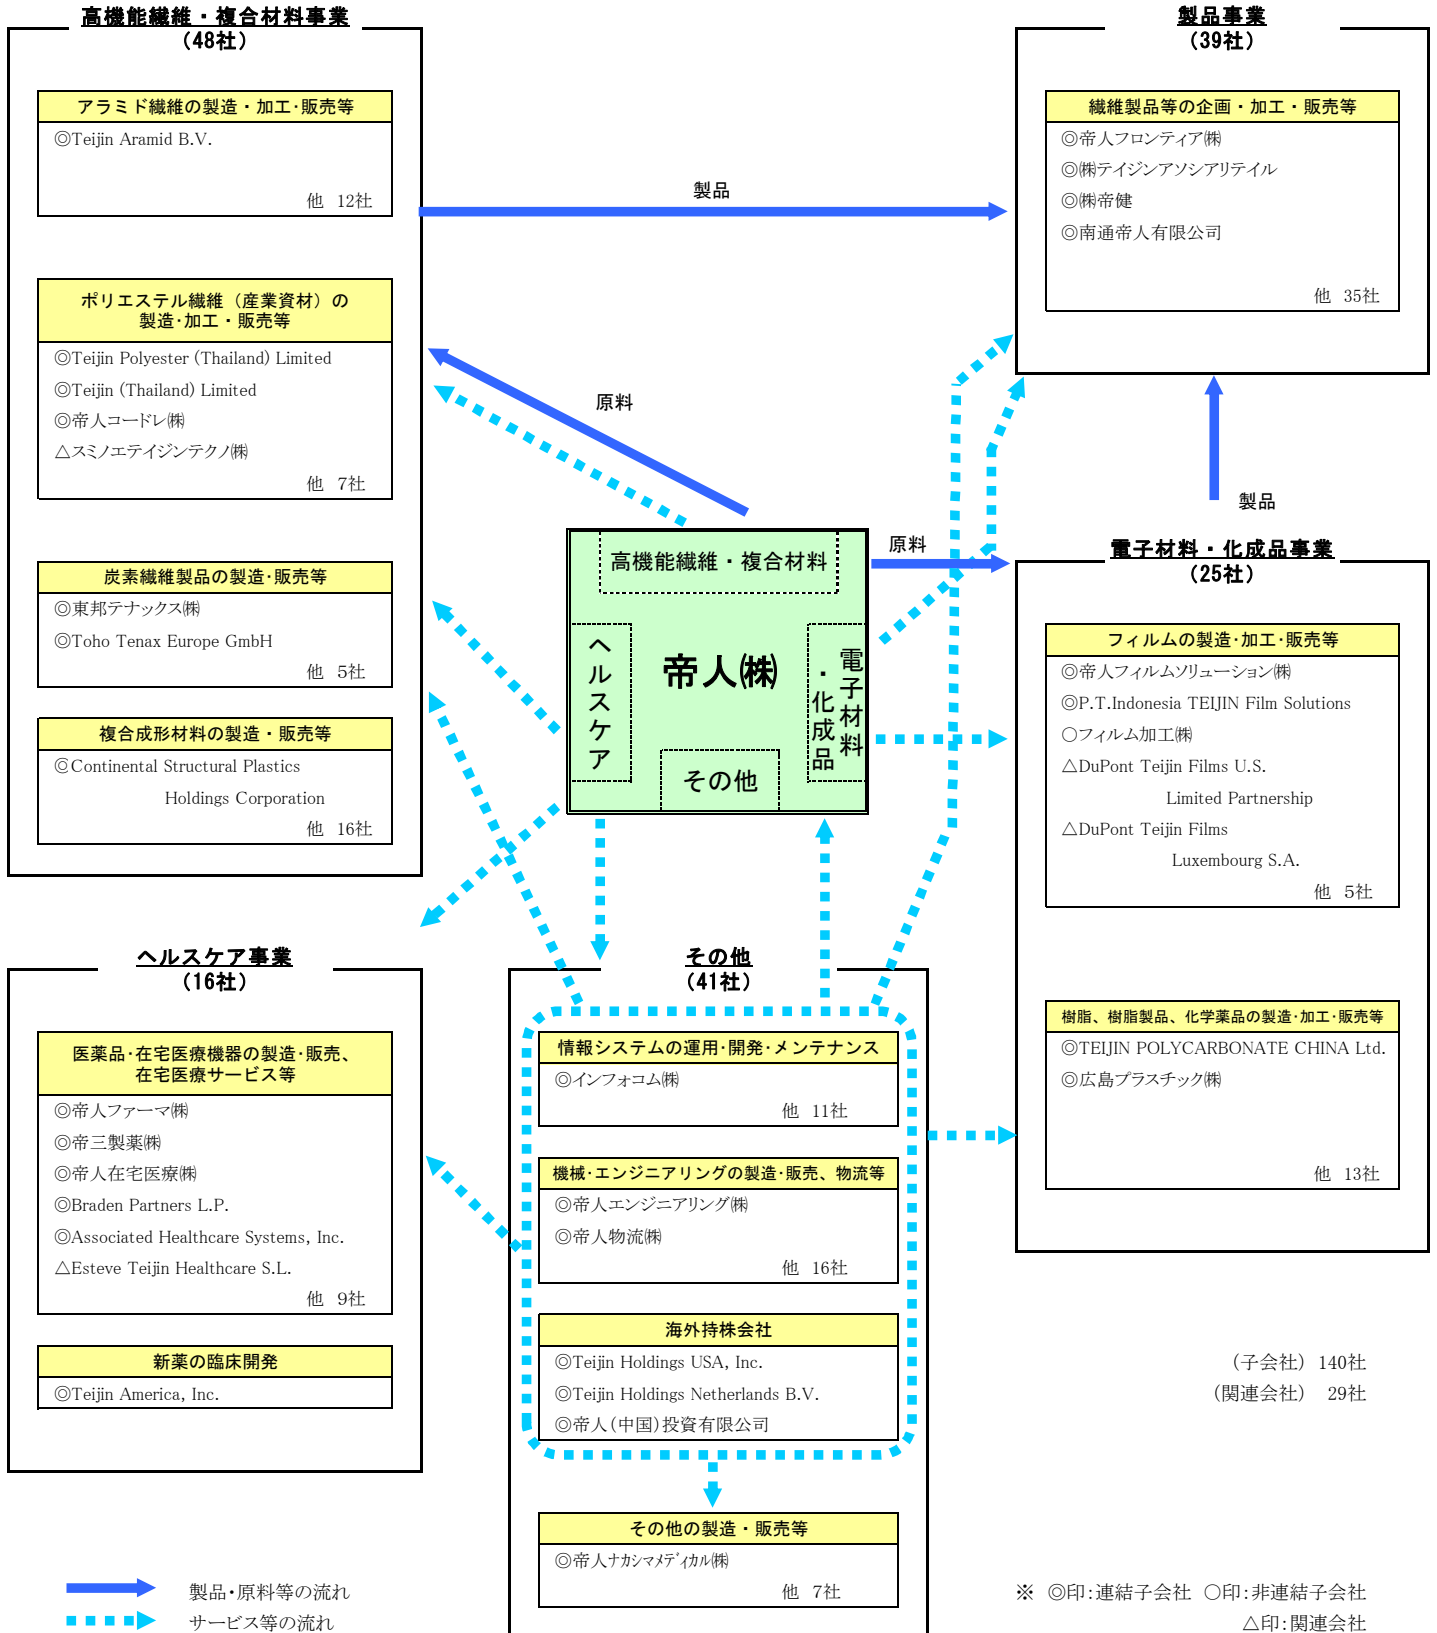 高機能繊維・複合材料事業
（48社）
アラミド繊維の製造・加工・販売等
◎Teijin Aramid B.V.
他 12社
ポリエステル繊維（産業資材）の
製造・加工・販売等
◎Teijin Polyester (Thailand) Limited
◎Teijin (Thailand) Limited
◎帝人コードレ㈱
△スミノエテイジンテクノ㈱
他 7社
炭素繊維製品の製造・販売等
◎東邦テナックス㈱
◎Toho Tenax Europe GmbH
他 5社
複合成形材料の製造・販売等
◎Continental Structural Plastics
Holdings Corporation
他 16社
製品
原料
原料
製品
製品事業
（39社）
繊維製品等の企画・加工・販売等
◎帝人フロンティア㈱
◎㈱テイジンアソシアリテイル
◎㈱帝健
◎南通帝人有限公司
他 35社
高機能繊維・複合材料
ヘルスケア
帝人㈱
電子材料
・化成品
その他
電子材料・化成品事業
（25社）
フィルムの製造・加工・販売等
◎帝人フィルムソリューション㈱
◎P.T.Indonesia TEIJIN Film Solutions
○フィルム加工㈱
△DuPont Teijin Films U.S.
Limited Partnership
△DuPont Teijin Films
Luxembourg S.A.
他 5社
樹脂、樹脂製品、化学薬品の製造・加工・販売等
◎TEIJIN POLYCARBONATE CHINA Ltd.
◎広島プラスチック㈱
他 13社
ヘルスケア事業
（16社）
医薬品・在宅医療機器の製造・販売、
在宅医療サービス等
◎帝人ファーマ㈱
◎帝三製薬㈱
◎帝人在宅医療㈱
◎Braden Partners L.P.
◎Associated Healthcare Systems, Inc.
△Esteve Teijin Healthcare S.L.
他 9社
新薬の臨床開発
◎Teijin America, Inc.
その他
（41社）
情報システムの運用・開発・メンテナンス
◎インフォコム㈱
他 11社
機械・エンジニアリングの製造・販売、物流等
◎帝人エンジニアリング㈱
◎帝人物流㈱
他 16社
海外持株会社
◎Teijin Holdings USA, Inc.
◎Teijin Holdings Netherlands B.V.
◎帝人（中国）投資有限公司
その他の製造・販売等
◎帝人ナカシマメディカル㈱
他 7社
（子会社） 140社
（関連会社） 29社
製品・原料等の流れ
サービス等の流れ
※ ◎印：連結子会社 ○印：非連結子会社
△印：関連会社